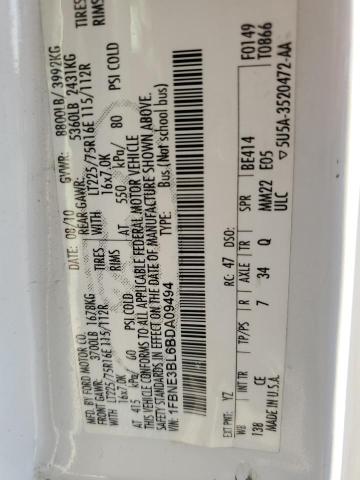 MFD. BY FORD MOTOR CO.
DATE: 08/10 GVWR: 8800LB/ 3992KG
FRONT GAWR: 3700LB 1678KG REAR GAWR: 5360LB 2431KG
WITH LT225/75R16E 115/112R TIRES WITH LT225/75R16E 115/112R TIRES
16x7.0K RIMS 16x7.0K RIMS
AT 415 kPa/ 60 PSI COLD AT 550 kPa/ 80 PSI COLD
THIS VEHICLE CONFORMS TO ALL APPLICABLE FEDERAL MOTOR VEHICLE
SAFETY STANDARDS IN EFFECT ON THE DATE OF MANUFACTURE SHOWN ABOVE.
VIN: 1FBNE3BL6BDA09494 TYPE: Bus(Not School Bus)
F0149
T0866
EXT PNT: YZ RC: 47 DSO:
WB TP/PS R AXLE TR SPR BE414
138 CE 7 34 Q MM22 E05
MADE IN U.S.A. ULC
▽5U5A-3520472-AA